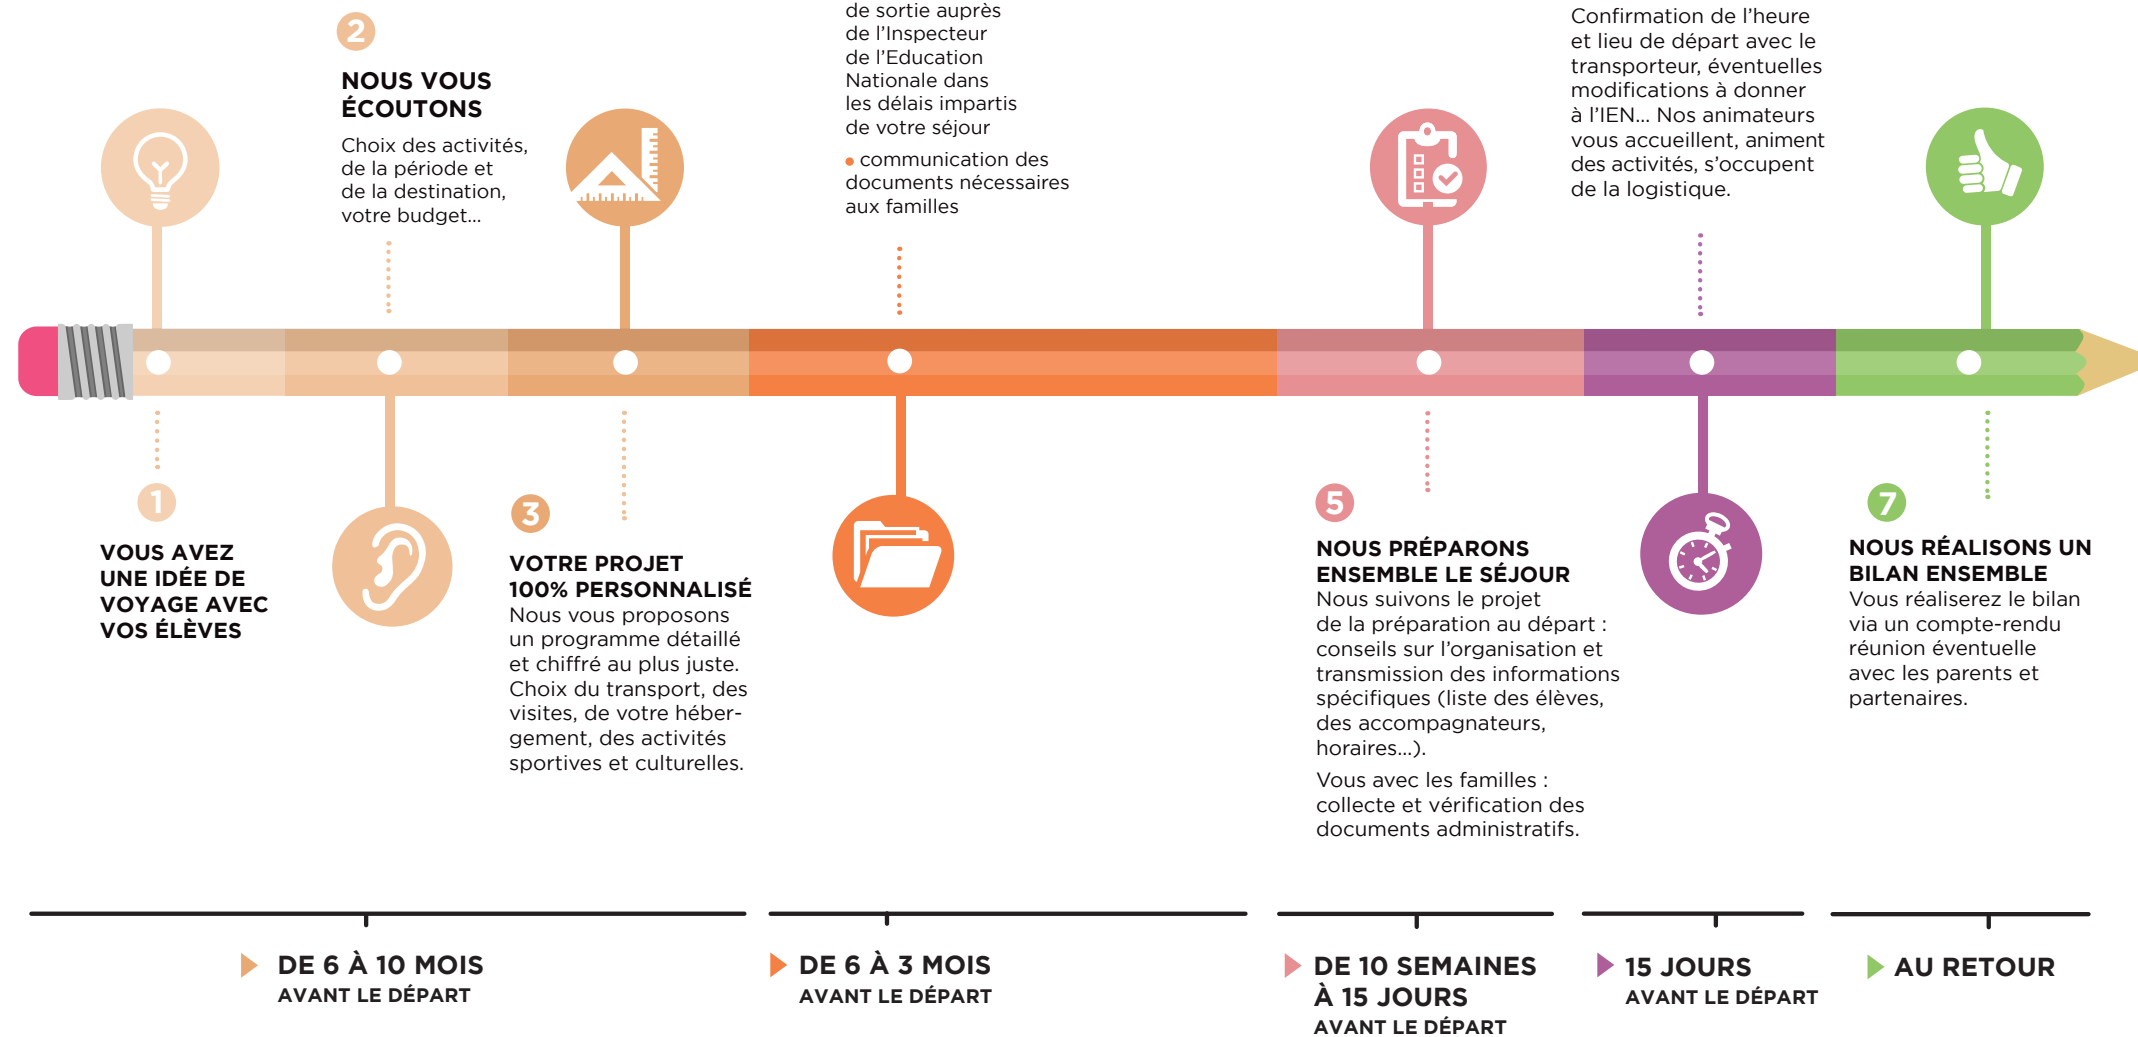 2
NOUS VOUS
ÉCOUTONS
Choix des activités,
de la période et
de la destination,
votre budget...
de sortie auprès
de l’Inspecteur
de l’Education
Nationale dans
les délais impartis
de votre séjour
• communication des
documents nécessaires
aux familles
Confirmation de l’heure
et lieu de départ avec le
transporteur, éventuelles
modifications à donner
à l’IEN... Nos animateurs
vous accueillent, animent
des activités, s’occupent
de la logistique.
1
VOUS AVEZ
UNE IDÉE DE
VOYAGE AVEC
VOS ÉLÈVES
3
VOTRE PROJET
100% PERSONNALISÉ
Nous vous proposons
un programme détaillé
et chiffré au plus juste.
Choix du transport, des
visites, de votre héber-
gement, des activités
sportives et culturelles.
5
NOUS PRÉPARONS
ENSEMBLE LE SÉJOUR
Nous suivons le projet
de la préparation au départ :
conseils sur l’organisation et
transmission des informations
spécifiques (liste des élèves,
des accompagnateurs,
horaires...).
Vous avec les familles :
collecte et vérification des
documents administratifs.
7
NOUS RÉALISONS UN
BILAN ENSEMBLE
Vous réaliserez le bilan
via un compte-rendu
réunion éventuelle
avec les parents et
partenaires.
DE 6 À 10 MOIS
AVANT LE DÉPART
DE 6 À 3 MOIS
AVANT LE DÉPART
DE 10 SEMAINES
À 15 JOURS
AVANT LE DÉPART
15 JOURS
AVANT LE DÉPART
AU RETOUR